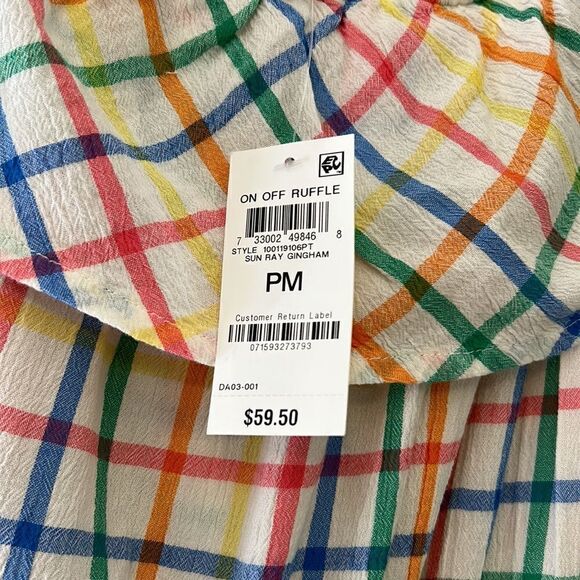 ON OFF RUFFLE
7 33002 49846 8
STYLE 100119106PT
SUN RAY GINGHAM
PM
Customer Return Label
071593273793
DA03-001
$59.50